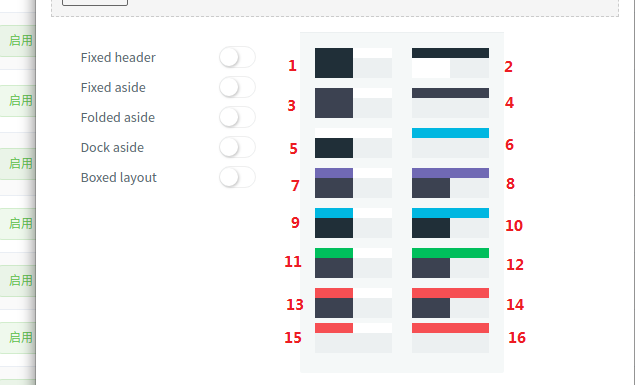 启用
启用
启用
启用
启用
启用
Fixed header
Fixed aside
Folded aside
Dock aside
Boxed layout
1 2
3 4
5 6
7 8
9 10
11 12
13 14
15 16